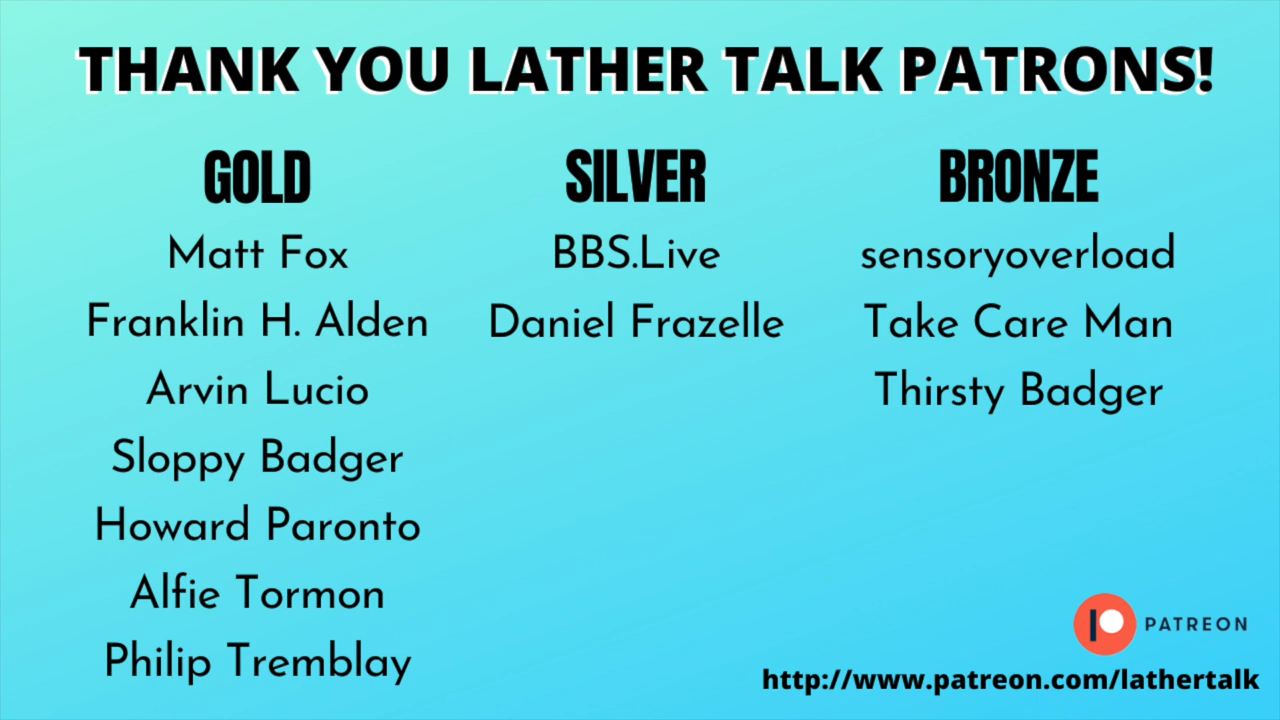 THANK YOU LATHER TALK PATRONS!
GOLD
Matt Fox
Franklin H. Alden
Arvin Lucio
Sloppy Badger
Howard Paronto
Alfie Tormon
Philip Tremblay
SILVER
BBS.Live
Daniel Frazelle
BRONZE
sensoryoverload
Take Care Man
Thirsty Badger
PATREON
http://www.patreon.com/lathertalk